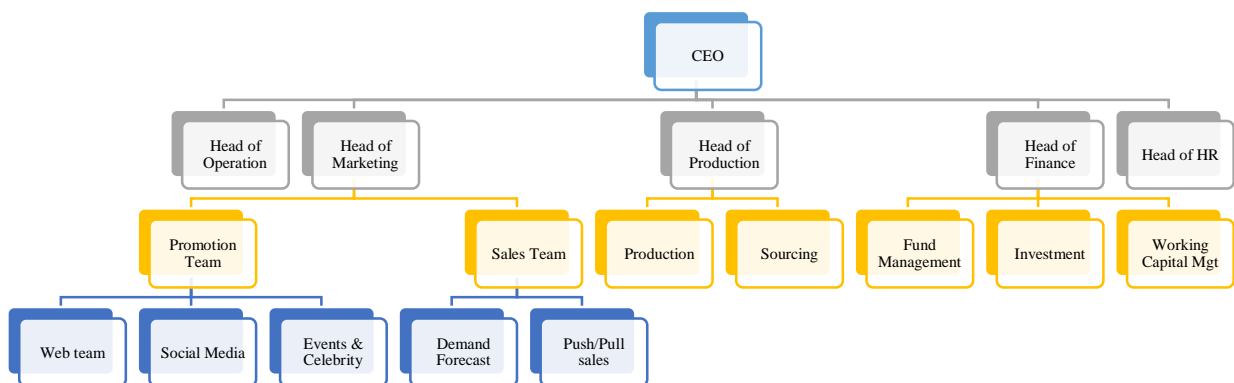 CEO
Head of
Operation
Head of
Marketing
Head of
Production
Head of
Finance
Head of HR
Promotion
Team
Sales Team
Production
Sourcing
Fund
Management
Investment
Working
Capital Mgt
Web team
Social Media
Events &
Celebrity
Demand
Forecast
Push/Pull
sales